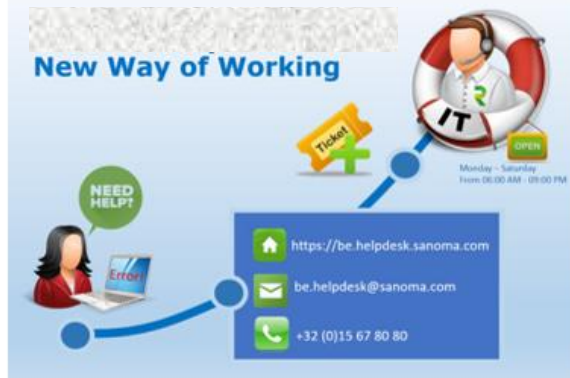 New Way of Working
Ticket
IT
OPEN
Monday – Saturday
From 06:00 AM - 09:00 PM
NEED
HELP?
Error!
https://be.helpdesk.sanoma.com
be.helpdesk@sanoma.com
+32 (0)15 67 80 80